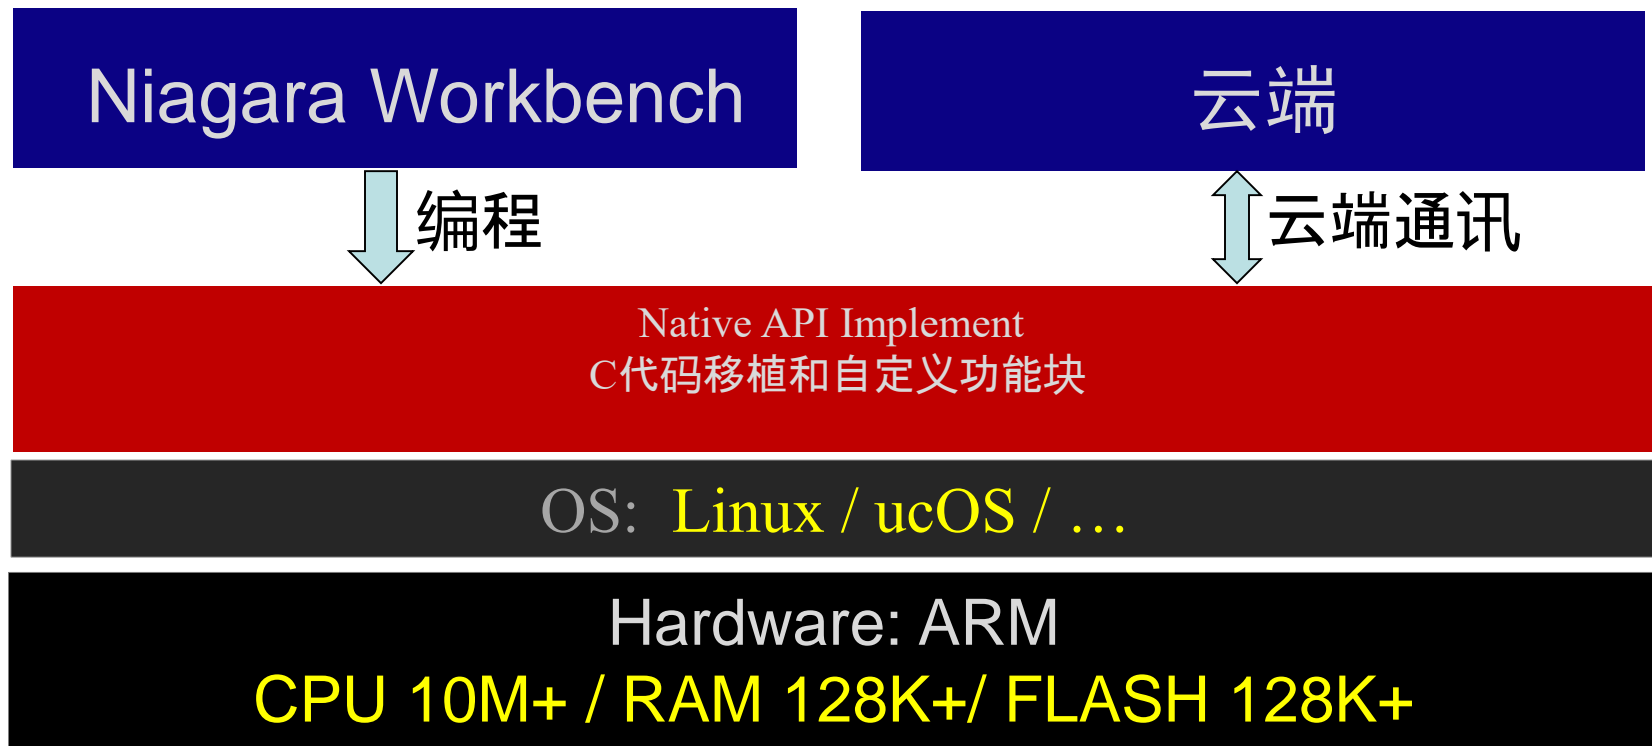 Niagara Workbench
云端
编程
云端通讯
Native API Implement
C代码移植和自定义功能块
OS: Linux / ucOS / …
Hardware: ARM
CPU 10M+ / RAM 128K+/ FLASH 128K+